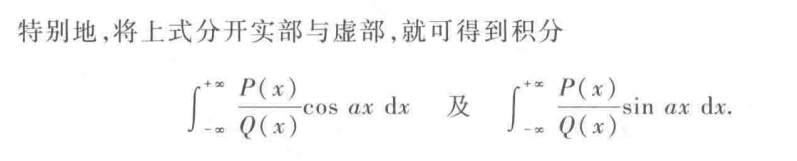 特别地,将上式分开实部与虚部,就可得到积分
∫_{-∞}^{+∞} P(x)/Q(x) cos ax dx 及 ∫_{-∞}^{+∞} P(x)/Q(x) sin ax dx.